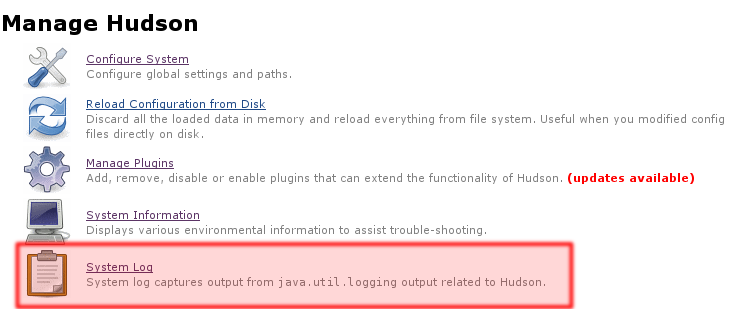 Manage Hudson
Configure System
Configure global settings and paths.
Reload Configuration from Disk
Discard all the loaded data in memory and reload everything from file system. Useful when you modified config
files directly on disk.
Manage Plugins
Add, remove, disable or enable plugins that can extend the functionality of Hudson. (updates available)
System Information
Displays various environmental information to assist trouble-shooting.
System Log
System log captures output from java.util.logging output related to Hudson.